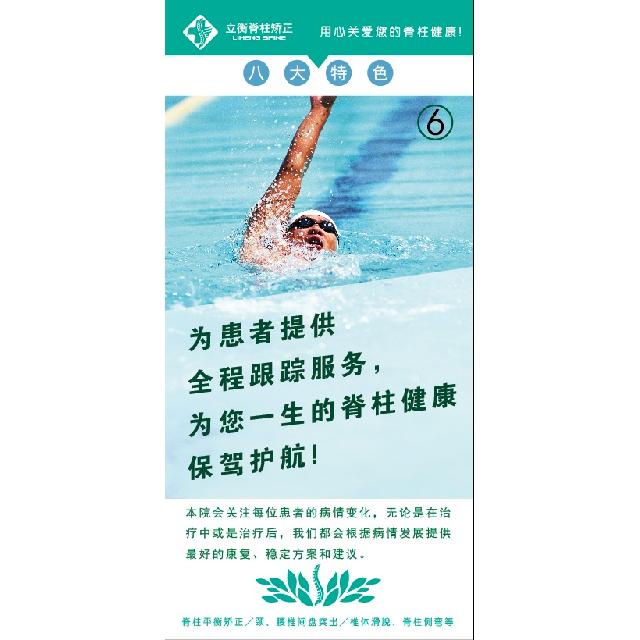 立衡脊柱矫正
LIHENG SPINE
用心关爱您的脊柱健康!
八大特色
6
为患者提供
全程跟踪服务,
为您一生的脊柱健康
保驾护航!
本院会关注每位患者的病情变化，无论是在治
疗中或是治疗后，我们都会根据病情发展提供
最好的康复、稳定方案和建议。
脊柱平衡矫正/颈、腰椎间盘突出/椎体滑脱、脊柱侧弯等